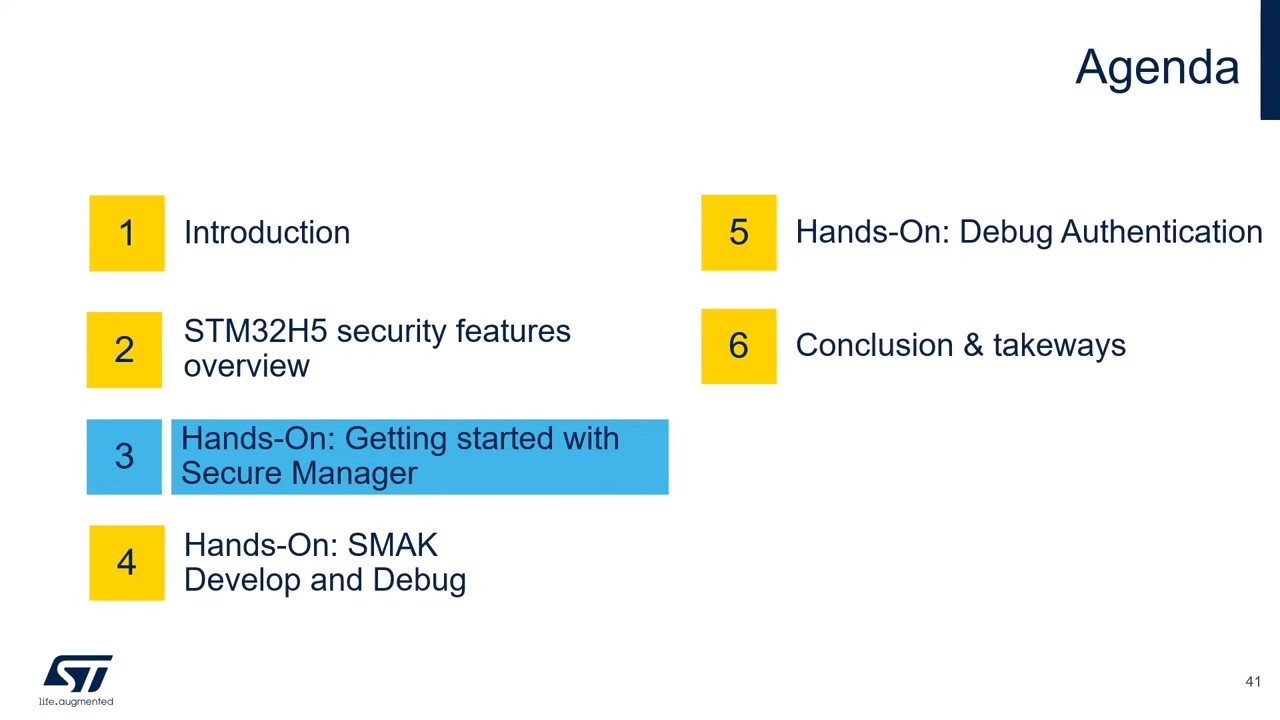 Agenda
1
Introduction
2
STM32H5 security features
overview
3
Hands-On: Getting started with
Secure Manager
4
Hands-On: SMAK
Develop and Debug
5
Hands-On: Debug Authentication
6
Conclusion & takeways
ST
life.augmented
41